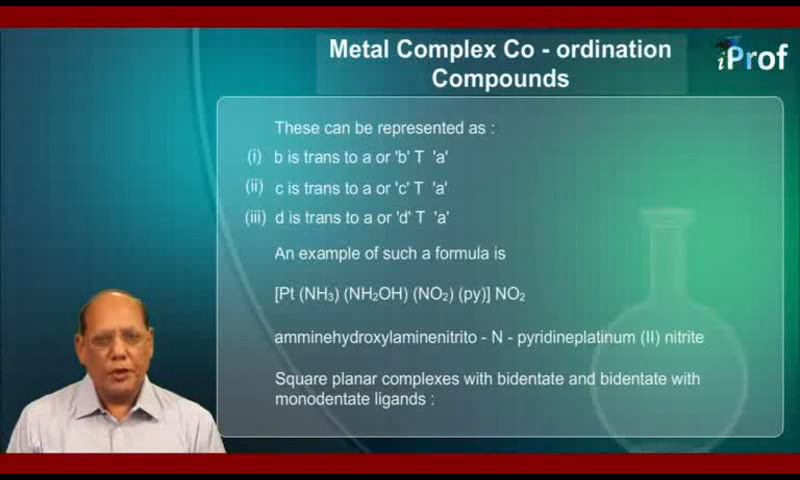 Metal Complex Co - ordination
Compounds
iProf
These can be represented as :
(i) b is trans to a or 'b' T 'a'
(ii) c is trans to a or 'c' T 'a'
(iii) d is trans to a or 'd' T 'a'
An example of such a formula is
[Pt (NH₃) (NH₂OH) (NO₂) (py)] NO₂
amminehydroxylaminenitrito - N - pyridineplatinum (II) nitrite
Square planar complexes with bidentate and bidentate with
monodentate ligands :